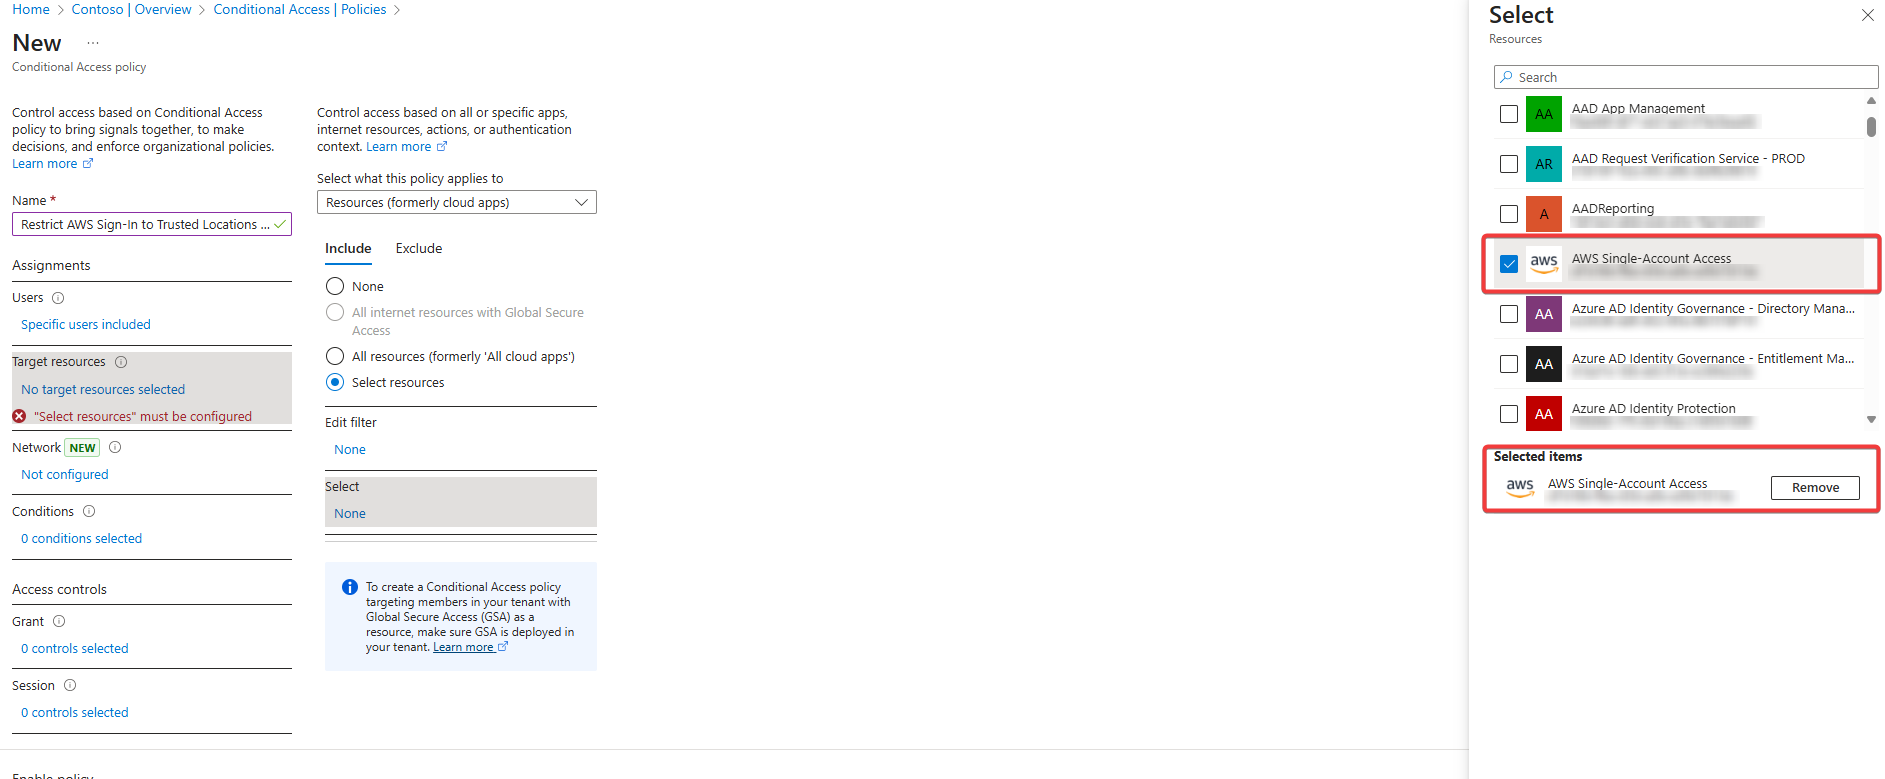 Home > Contoso | Overview > Conditional Access | Policies >
New ...
Conditional Access policy
Control access based on Conditional Access
policy to bring signals together, to make
decisions, and enforce organizational policies.
Learn more
Name *
Restrict AWS Sign-In to Trusted Locations ...
Assignments
Users
Specific users included
Target resources
No target resources selected
"Select resources" must be configured
Network NEW
Not configured
Conditions
0 conditions selected
Access controls
Grant
0 controls selected
Session
0 controls selected
Control access based on all or specific apps,
internet resources, actions, or authentication
context. Learn more
Select what this policy applies to
Resources (formerly cloud apps)
Include Exclude
None
All internet resources with Global Secure
Access
All resources (formerly 'All cloud apps')
Select resources
Edit filter
None
Select
None
To create a Conditional Access policy
targeting members in your tenant with
Global Secure Access (GSA) as a
resource, make sure GSA is deployed in
your tenant. Learn more
Enable policy
Select
Resources
Search
AA AAD App Management
AR AAD Request Verification Service - PROD
A AADReporting
aws AWS Single-Account Access
AA Azure AD Identity Governance - Directory Mana...
AA Azure AD Identity Governance - Entitlement Ma...
AA Azure AD Identity Protection
Selected items
aws AWS Single-Account Access
Remove